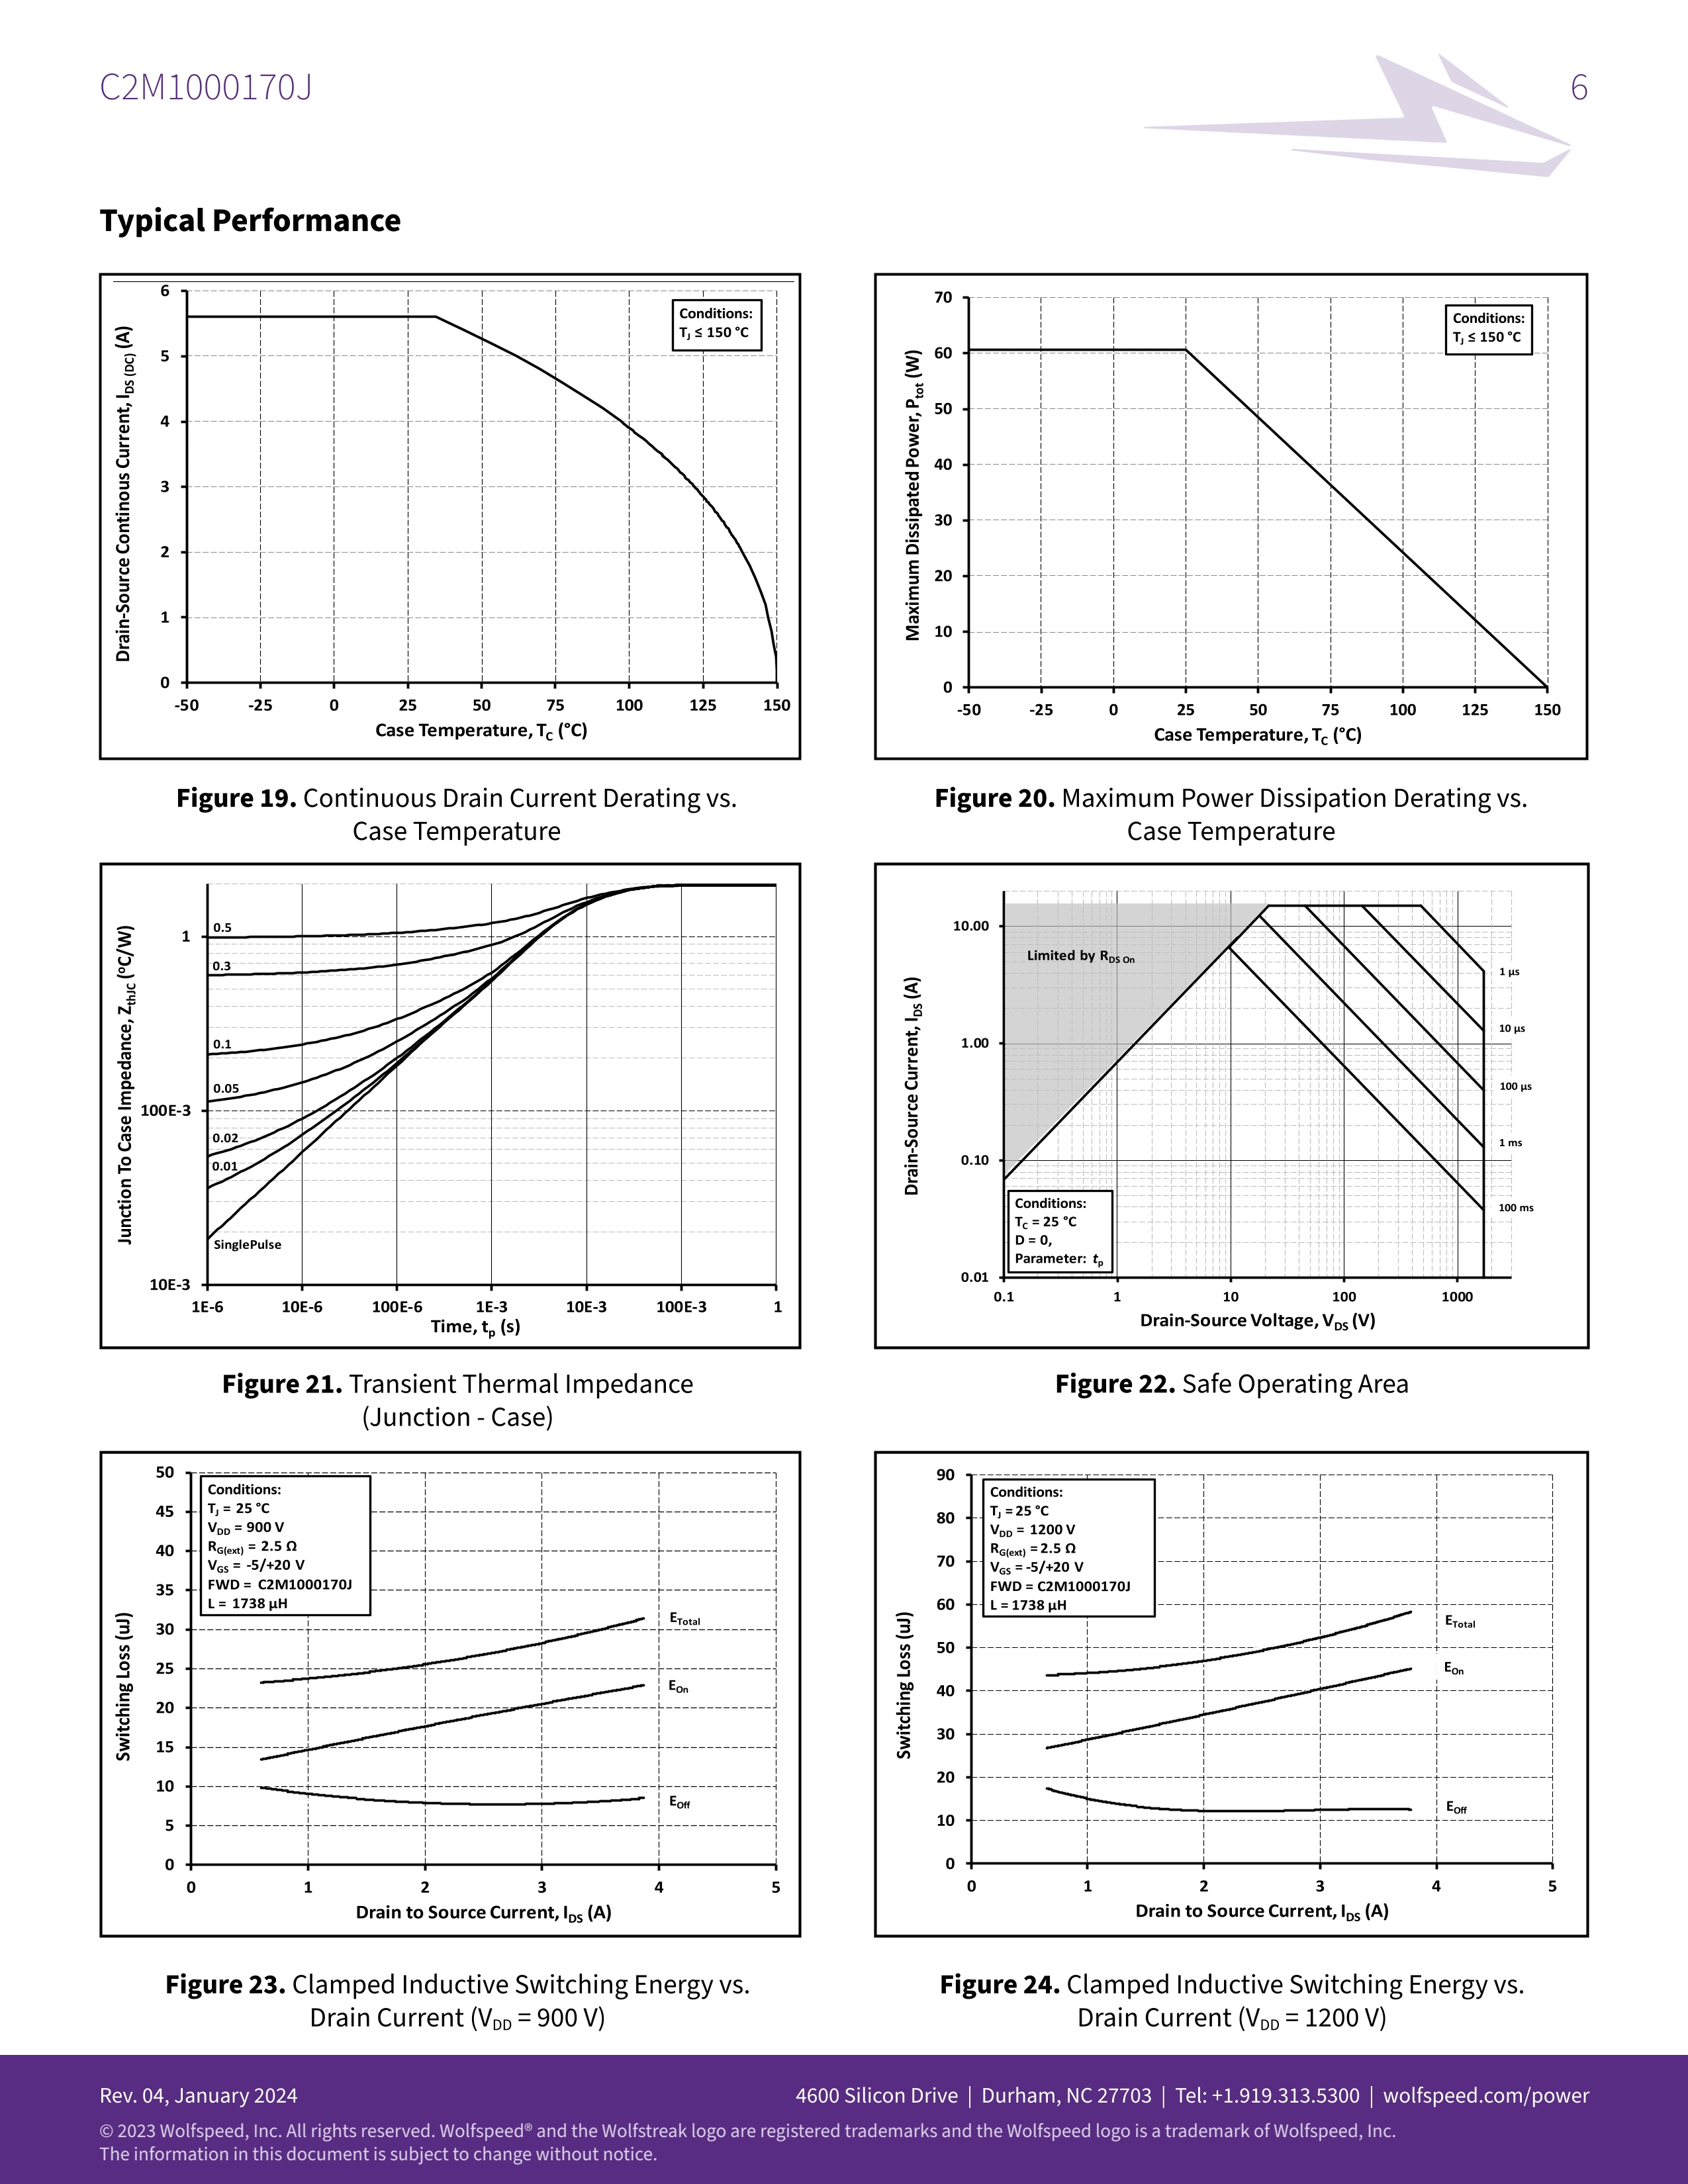 C2M1000170J
6
Typical Performance
6
5
4
3
2
1
0
-50 -25 0 25 50 75 100 125 150
Drain-Source Continous Current, IDS (DC) (A)
Case Temperature, TC (°C)
Conditions:
TJ ≤ 150 °C
Figure 19. Continuous Drain Current Derating vs.
Case Temperature
70
60
50
40
30
20
10
0
-50 -25 0 25 50 75 100 125 150
Maximum Dissipated Power, Ptot (W)
Case Temperature, TC (°C)
Conditions:
TJ ≤ 150 °C
Figure 20. Maximum Power Dissipation Derating vs.
Case Temperature
Junction To Case Impedance, ZthJC (oC/W)
1
100E-3
10E-3
0.5
0.3
0.1
0.05
0.02
0.01
SinglePulse
1E-6 10E-6 100E-6 1E-3 10E-3 100E-3 1
Time, tp (s)
Figure 21. Transient Thermal Impedance
(Junction - Case)
Drain-Source Current, IDS (A)
10.00
1.00
0.10
0.01
Limited by RDS On
1 µs
10 µs
100 µs
1 ms
100 ms
Conditions:
TC = 25 °C
D = 0,
Parameter: tp
0.1 1 10 100 1000
Drain-Source Voltage, VDS (V)
Figure 22. Safe Operating Area
Switching Loss (uJ)
50
45
40
35
30
25
20
15
10
5
0
Conditions:
TJ = 25 °C
VDD = 900 V
RG(ext) = 2.5 Ω
VGS = -5/+20 V
FWD = C2M1000170J
L = 1738 µH
ETotal
EOn
EOff
0 1 2 3 4 5
Drain to Source Current, IDS (A)
Figure 23. Clamped Inductive Switching Energy vs.
Drain Current (VDD = 900 V)
Switching Loss (uJ)
90
80
70
60
50
40
30
20
10
0
Conditions:
TJ = 25 °C
VDD = 1200 V
RG(ext) = 2.5 Ω
VGS = -5/+20 V
FWD = C2M1000170J
L = 1738 µH
ETotal
EOn
EOff
0 1 2 3 4 5
Drain to Source Current, IDS (A)
Figure 24. Clamped Inductive Switching Energy vs.
Drain Current (VDD = 1200 V)
Rev. 04, January 2024
4600 Silicon Drive | Durham, NC 27703 | Tel: +1.919.313.5300 | wolfspeed.com/power
© 2023 Wolfspeed, Inc. All rights reserved. Wolfspeed® and the Wolfstreak logo are registered trademarks and the Wolfspeed logo is a trademark of Wolfspeed, Inc.
The information in this document is subject to change without notice.